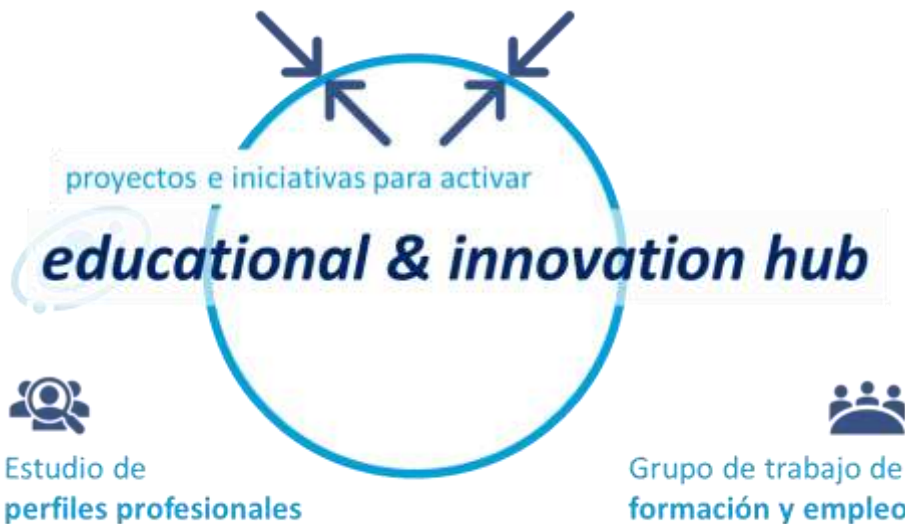 proyectos e iniciativas para activar
educational & innovation hub
Estudio de
perfiles profesionales
Grupo de trabajo de
formación y empleo